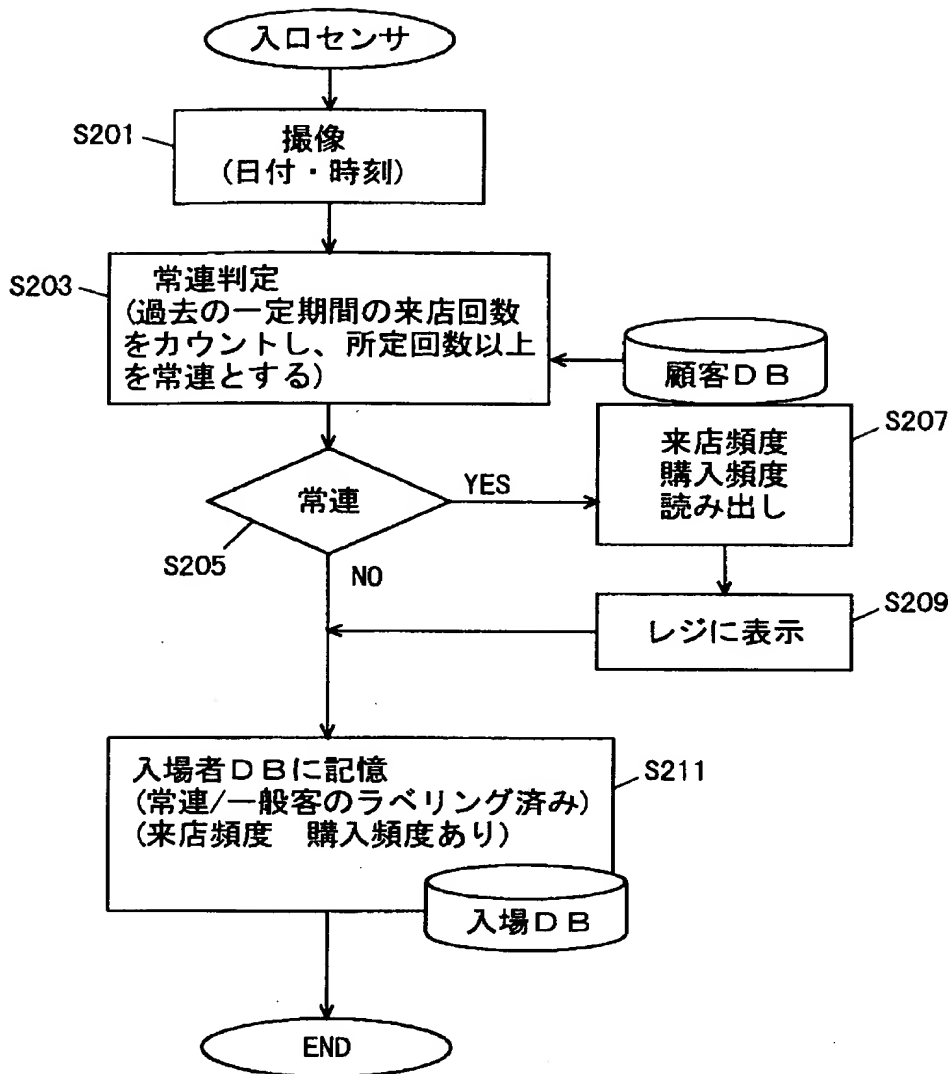 入口センサ
S201
撮像
(日付・時刻)
S203
常連判定
(過去の一定期間の来店回数
をカウントし、所定回数以上
を常連とする)
顧客DB
S207
来店頻度
購入頻度
読み出し
常連
YES
S205
NO
S209
レジに表示
S211
入場者DBに記憶
(常連/一般客のラベリング済み)
(来店頻度　購入頻度あり)
入場DB
END